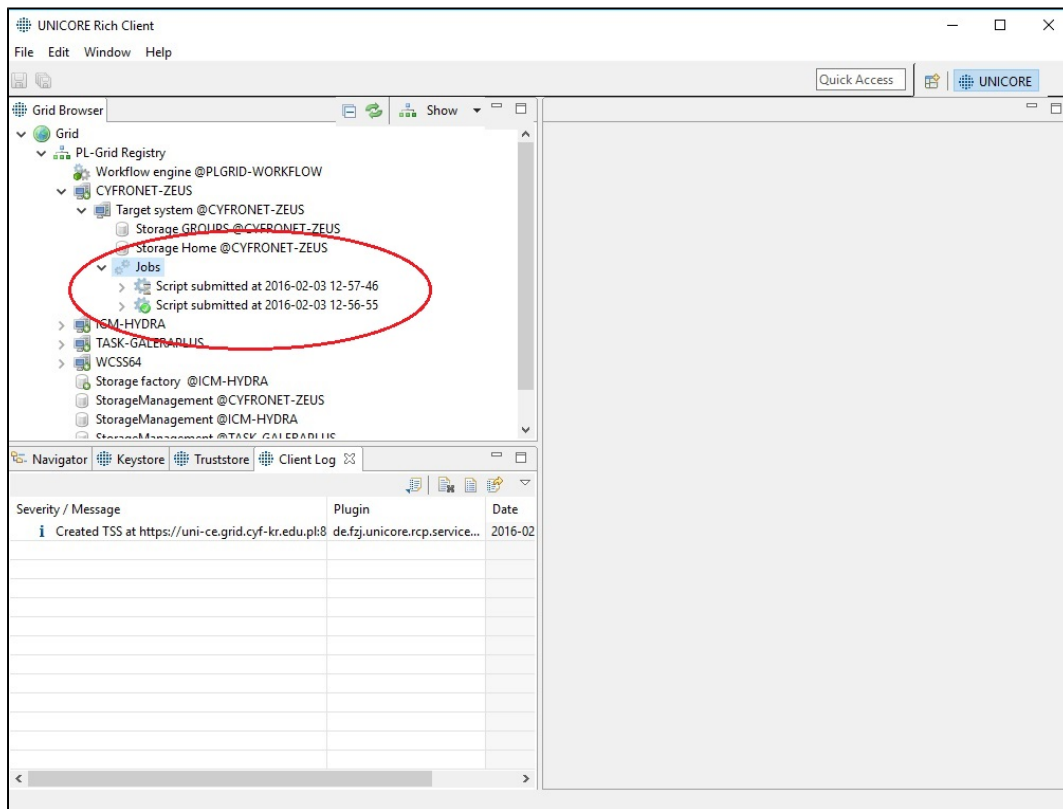 UNICORE Rich Client
File Edit Window Help
Quick Access UNICORE
Grid Browser Show
Grid
PL-Grid Registry
Workflow engine @PLGRID-WORKFLOW
CYFRONET-ZEUS
Target system @CYFRONET-ZEUS
Storage GROUPS @CYFRONET-ZEUS
Storage Home @CYFRONET-ZEUS
Jobs
Script submitted at 2016-02-03 12-57-46
Script submitted at 2016-02-03 12-56-55
ICM-HYDRA
TASK-GALERAPLUS
WCSS64
Storage factory @ICM-HYDRA
StorageManagement @CYFRONET-ZEUS
StorageManagement @ICM-HYDRA
StorageManagement @TASK-GALERAPLUS
Navigator Keystore Truststore Client Log
Severity / Message Plugin Date
Created TSS at https://uni-ce.grid.cyf-kr.edu.pl:8 de.fzj.unicore.rcp.service... 2016-02